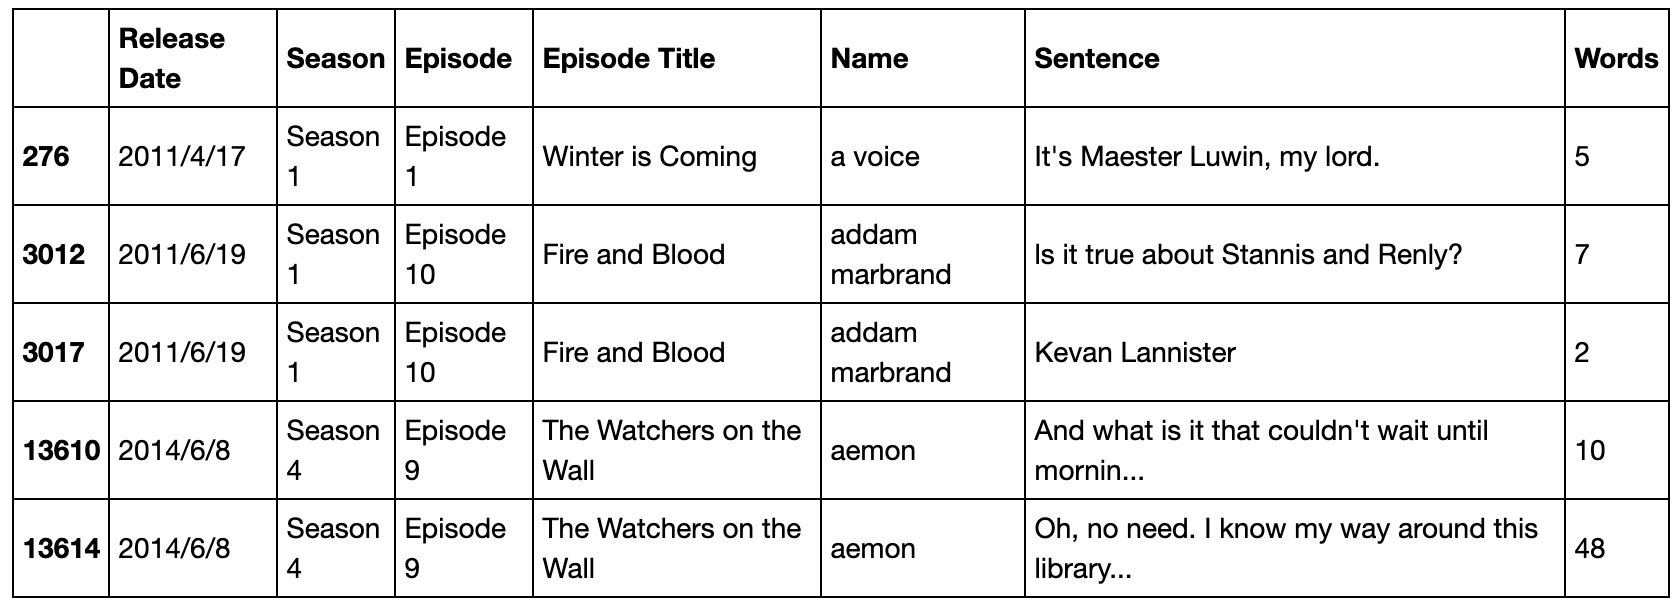 Release Date Season Episode Episode Title Name Sentence Words
276 2011/4/17 Season 1 Episode 1 Winter is Coming a voice It's Maester Luwin, my lord. 5
3012 2011/6/19 Season 1 Episode 10 Fire and Blood addam marbrand Is it true about Stannis and Renly? 7
3017 2011/6/19 Season 1 Episode 10 Fire and Blood addam marbrand Kevan Lannister 2
13610 2014/6/8 Season 4 Episode 9 The Watchers on the Wall aemon And what is it that couldn't wait until mornin... 10
13614 2014/6/8 Season 4 Episode 9 The Watchers on the Wall aemon Oh, no need. I know my way around this library... 48